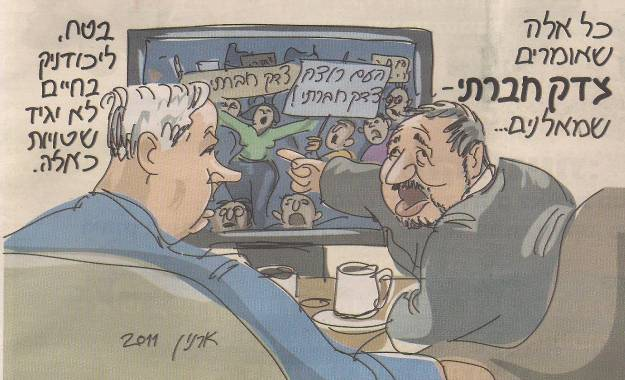 כל אלה
שאומרים
צדק חברתי -
שמאלנים...
בטח.
ליכודניק
בחיים
לא יגיד
שטויות
כאלה.
צדק חברתי
העם רוצה
צדק חברתי!
2011